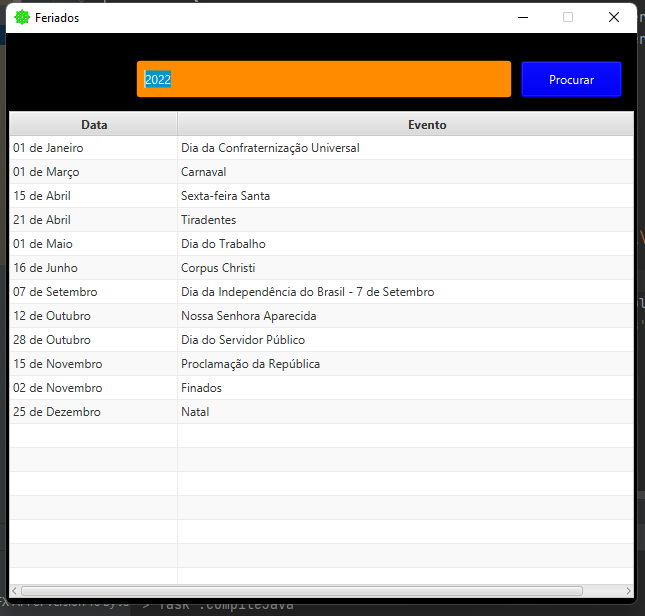 Feriados
2022
Procurar
Data Evento
01 de Janeiro Dia da Confraternização Universal
01 de Março Carnaval
15 de Abril Sexta-feira Santa
21 de Abril Tiradentes
01 de Maio Dia do Trabalho
16 de Junho Corpus Christi
07 de Setembro Dia da Independência do Brasil - 7 de Setembro
12 de Outubro Nossa Senhora Aparecida
28 de Outubro Dia do Servidor Público
15 de Novembro Proclamação da República
02 de Novembro Finados
25 de Dezembro Natal
> Task :compileJava